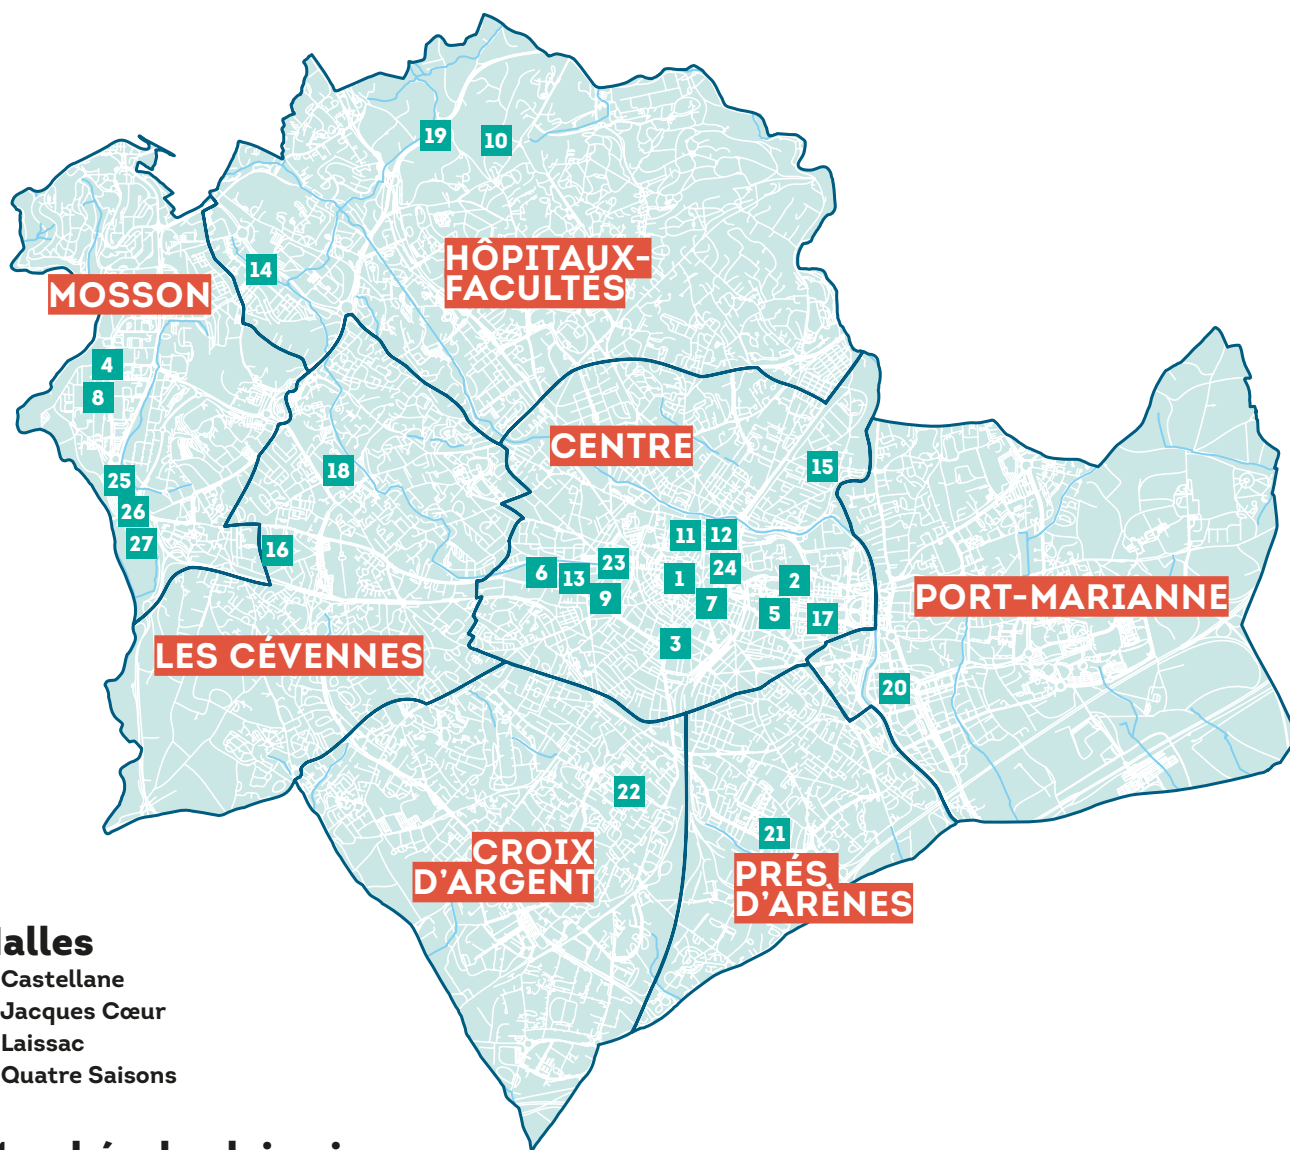 19
10
HÔPITAUX-
FACULTÉS
14
MOSSON
4
8
CENTRE
15
18
25
26
27
16
11
12
6
13
23
9
1
24
7
2
5
17
3
PORT-MARIANNE
LES CÉVENNES
20
22
21
CROIX
D'ARGENT
PRÉS
D'ARÈNES
alles
Castellane
Jacques Cœur
Laissac
Quatre Saisons